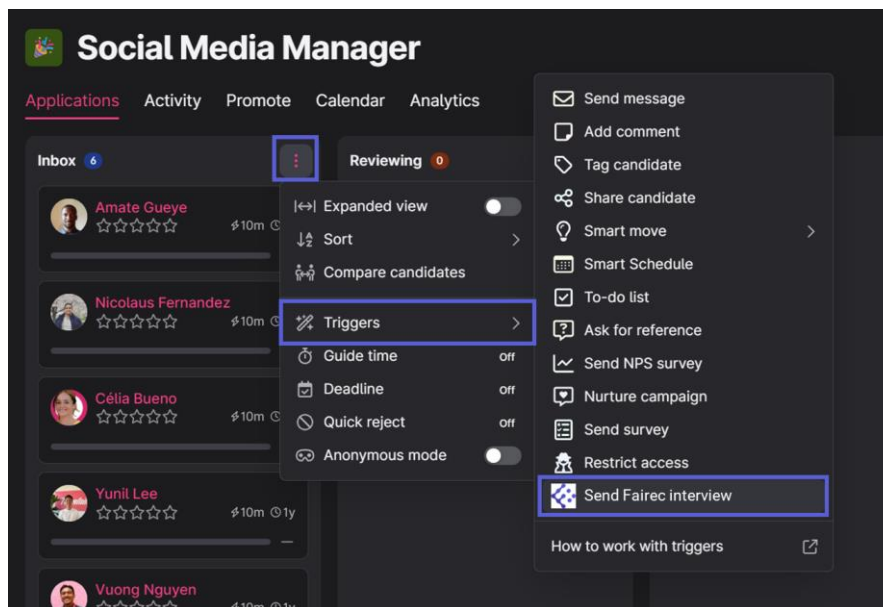 Social Media Manager
Applications Activity Promote Calendar Analytics
Inbox 6
Reviewing 0
Amate Gueye
10m
Nicolaus Fernandez
10m
Célia Bueno
10m
Yunil Lee
10m 1y
Vuong Nguyen
10m 1y
Expanded view
Sort
Compare candidates
Triggers
Guide time Off
Deadline Off
Quick reject Off
Anonymous mode
Send message
Add comment
Tag candidate
Share candidate
Smart move
Smart Schedule
To-do list
Ask for reference
Send NPS survey
Nurture campaign
Send survey
Restrict access
Send Fairec interview
How to work with triggers